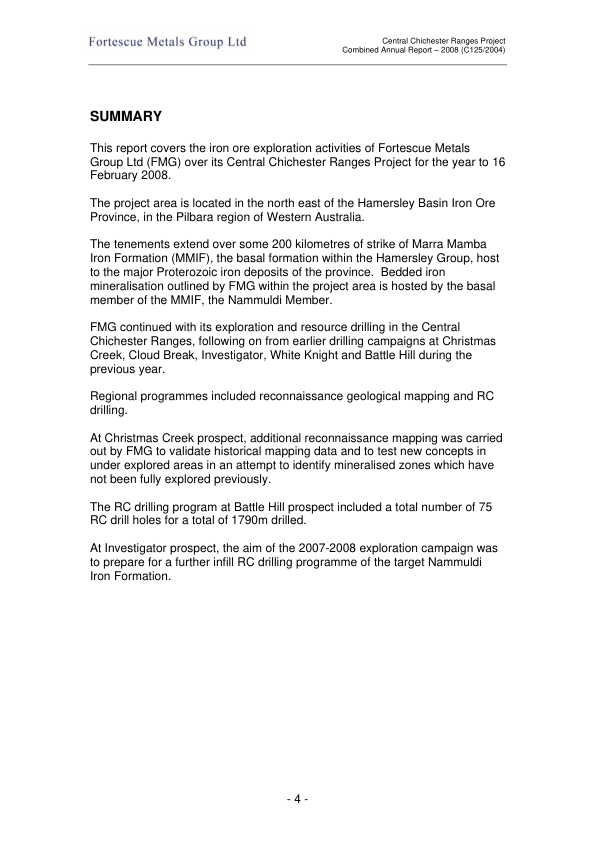 Fortescue Metals Group Ltd
Central Chichester Ranges Project
Combined Annual Report – 2008 (C125/2004)
SUMMARY
This report covers the iron ore exploration activities of Fortescue Metals
Group Ltd (FMG) over its Central Chichester Ranges Project for the year to 16
February 2008.
The project area is located in the north east of the Hamersley Basin Iron Ore
Province, in the Pilbara region of Western Australia.
The tenements extend over some 200 kilometres of strike of Marra Mamba
Iron Formation (MMIF), the basal formation within the Hamersley Group, host
to the major Proterozoic iron deposits of the province.  Bedded iron
mineralisation outlined by FMG within the project area is hosted by the basal
member of the MMIF, the Nammuldi Member.
FMG continued with its exploration and resource drilling in the Central
Chichester Ranges, following on from earlier drilling campaigns at Christmas
Creek, Cloud Break, Investigator, White Knight and Battle Hill during the
previous year.
Regional programmes included reconnaissance geological mapping and RC
drilling.
At Christmas Creek prospect, additional reconnaissance mapping was carried
out by FMG to validate historical mapping data and to test new concepts in
under explored areas in an attempt to identify mineralised zones which have
not been fully explored previously.
The RC drilling program at Battle Hill prospect included a total number of 75
RC drill holes for a total of 1790m drilled.
At Investigator prospect, the aim of the 2007-2008 exploration campaign was
to prepare for a further infill RC drilling programme of the target Nammuldi
Iron Formation.
- 4 -